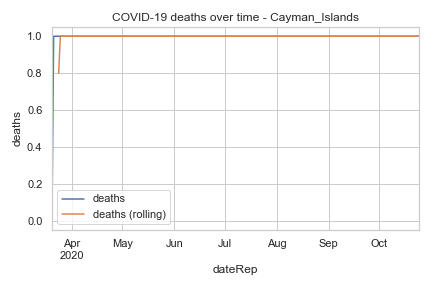 COVID-19 deaths over time - Cayman_Islands
deaths
1.0
0.8
0.6
0.4
0.2
0.0
deaths
deaths (rolling)
Apr May Jun Jul Aug Sep Oct
2020
dateRep